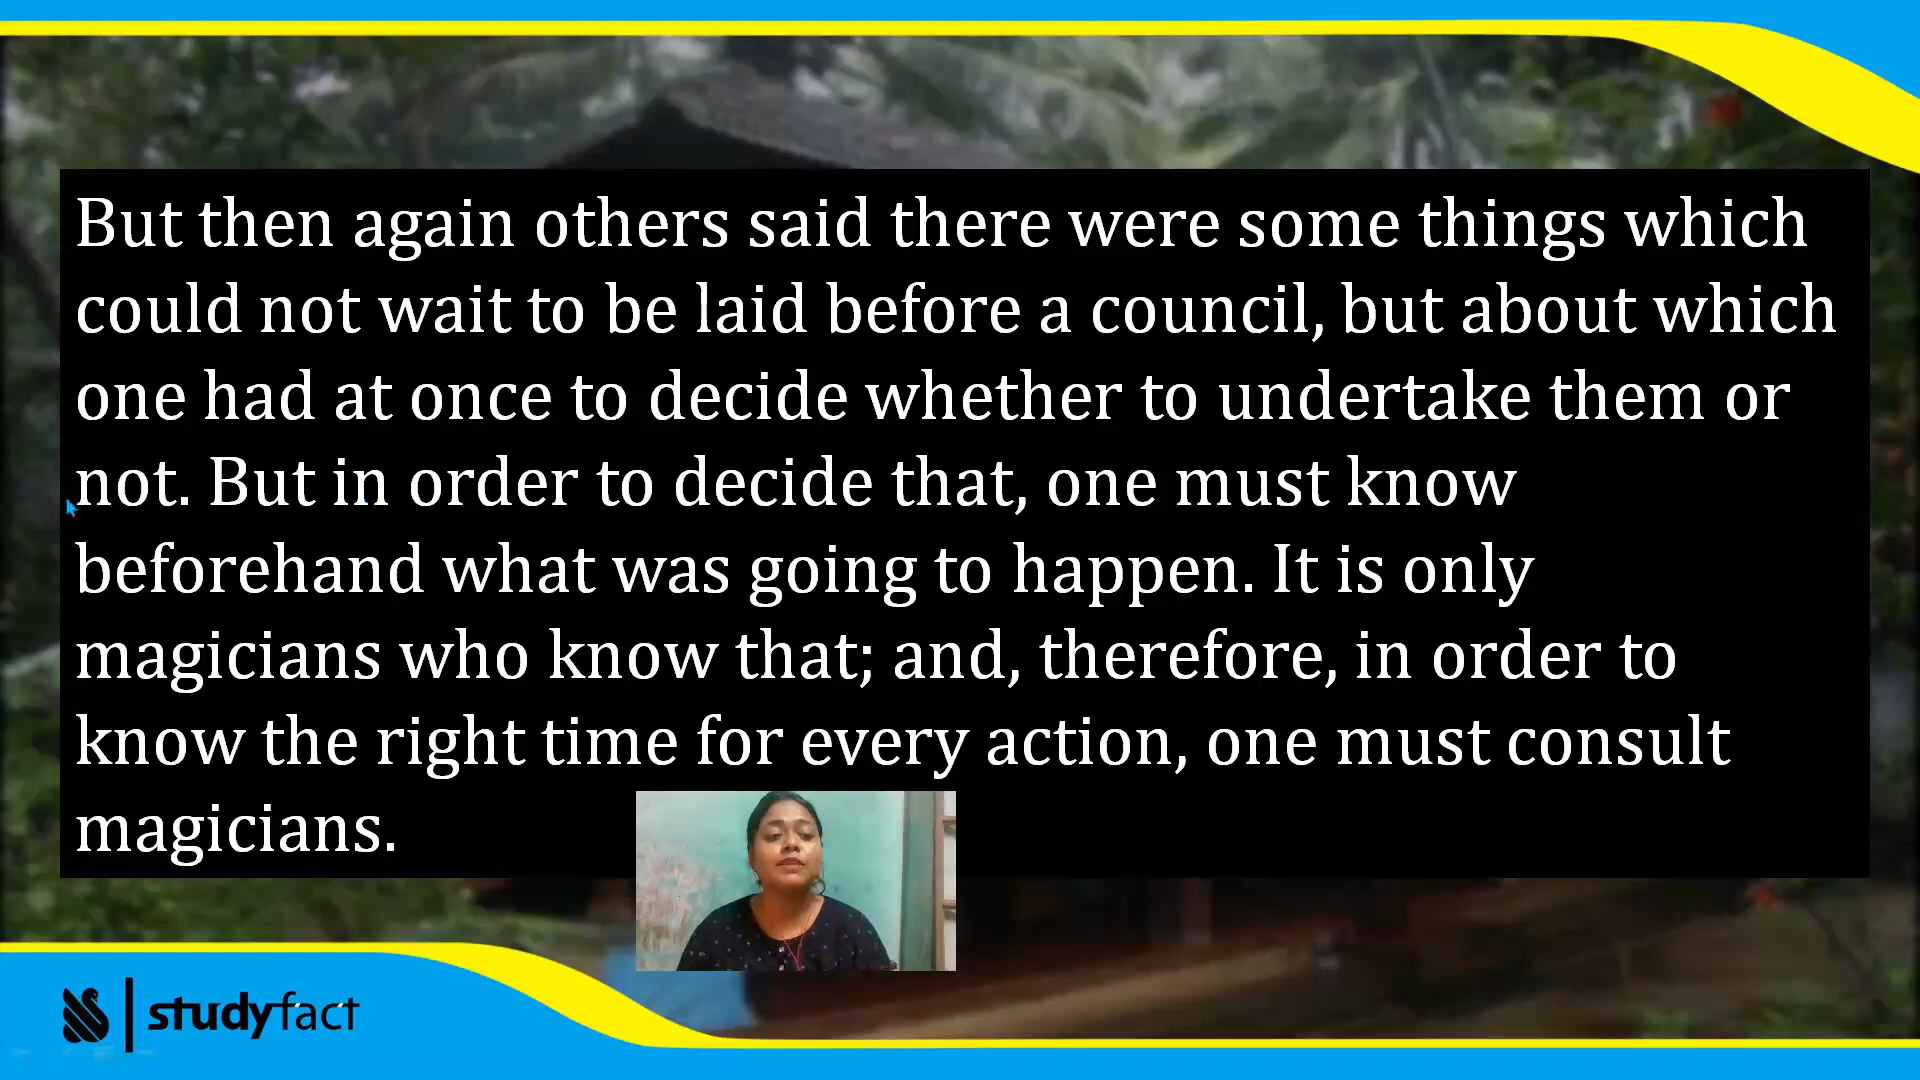 But then again others said there were some things which
could not wait to be laid before a council, but about which
one had at once to decide whether to undertake them or
not. But in order to decide that, one must know
beforehand what was going to happen. It is only
magicians who know that; and, therefore, in order to
know the right time for every action, one must consult
magicians.
studyfact